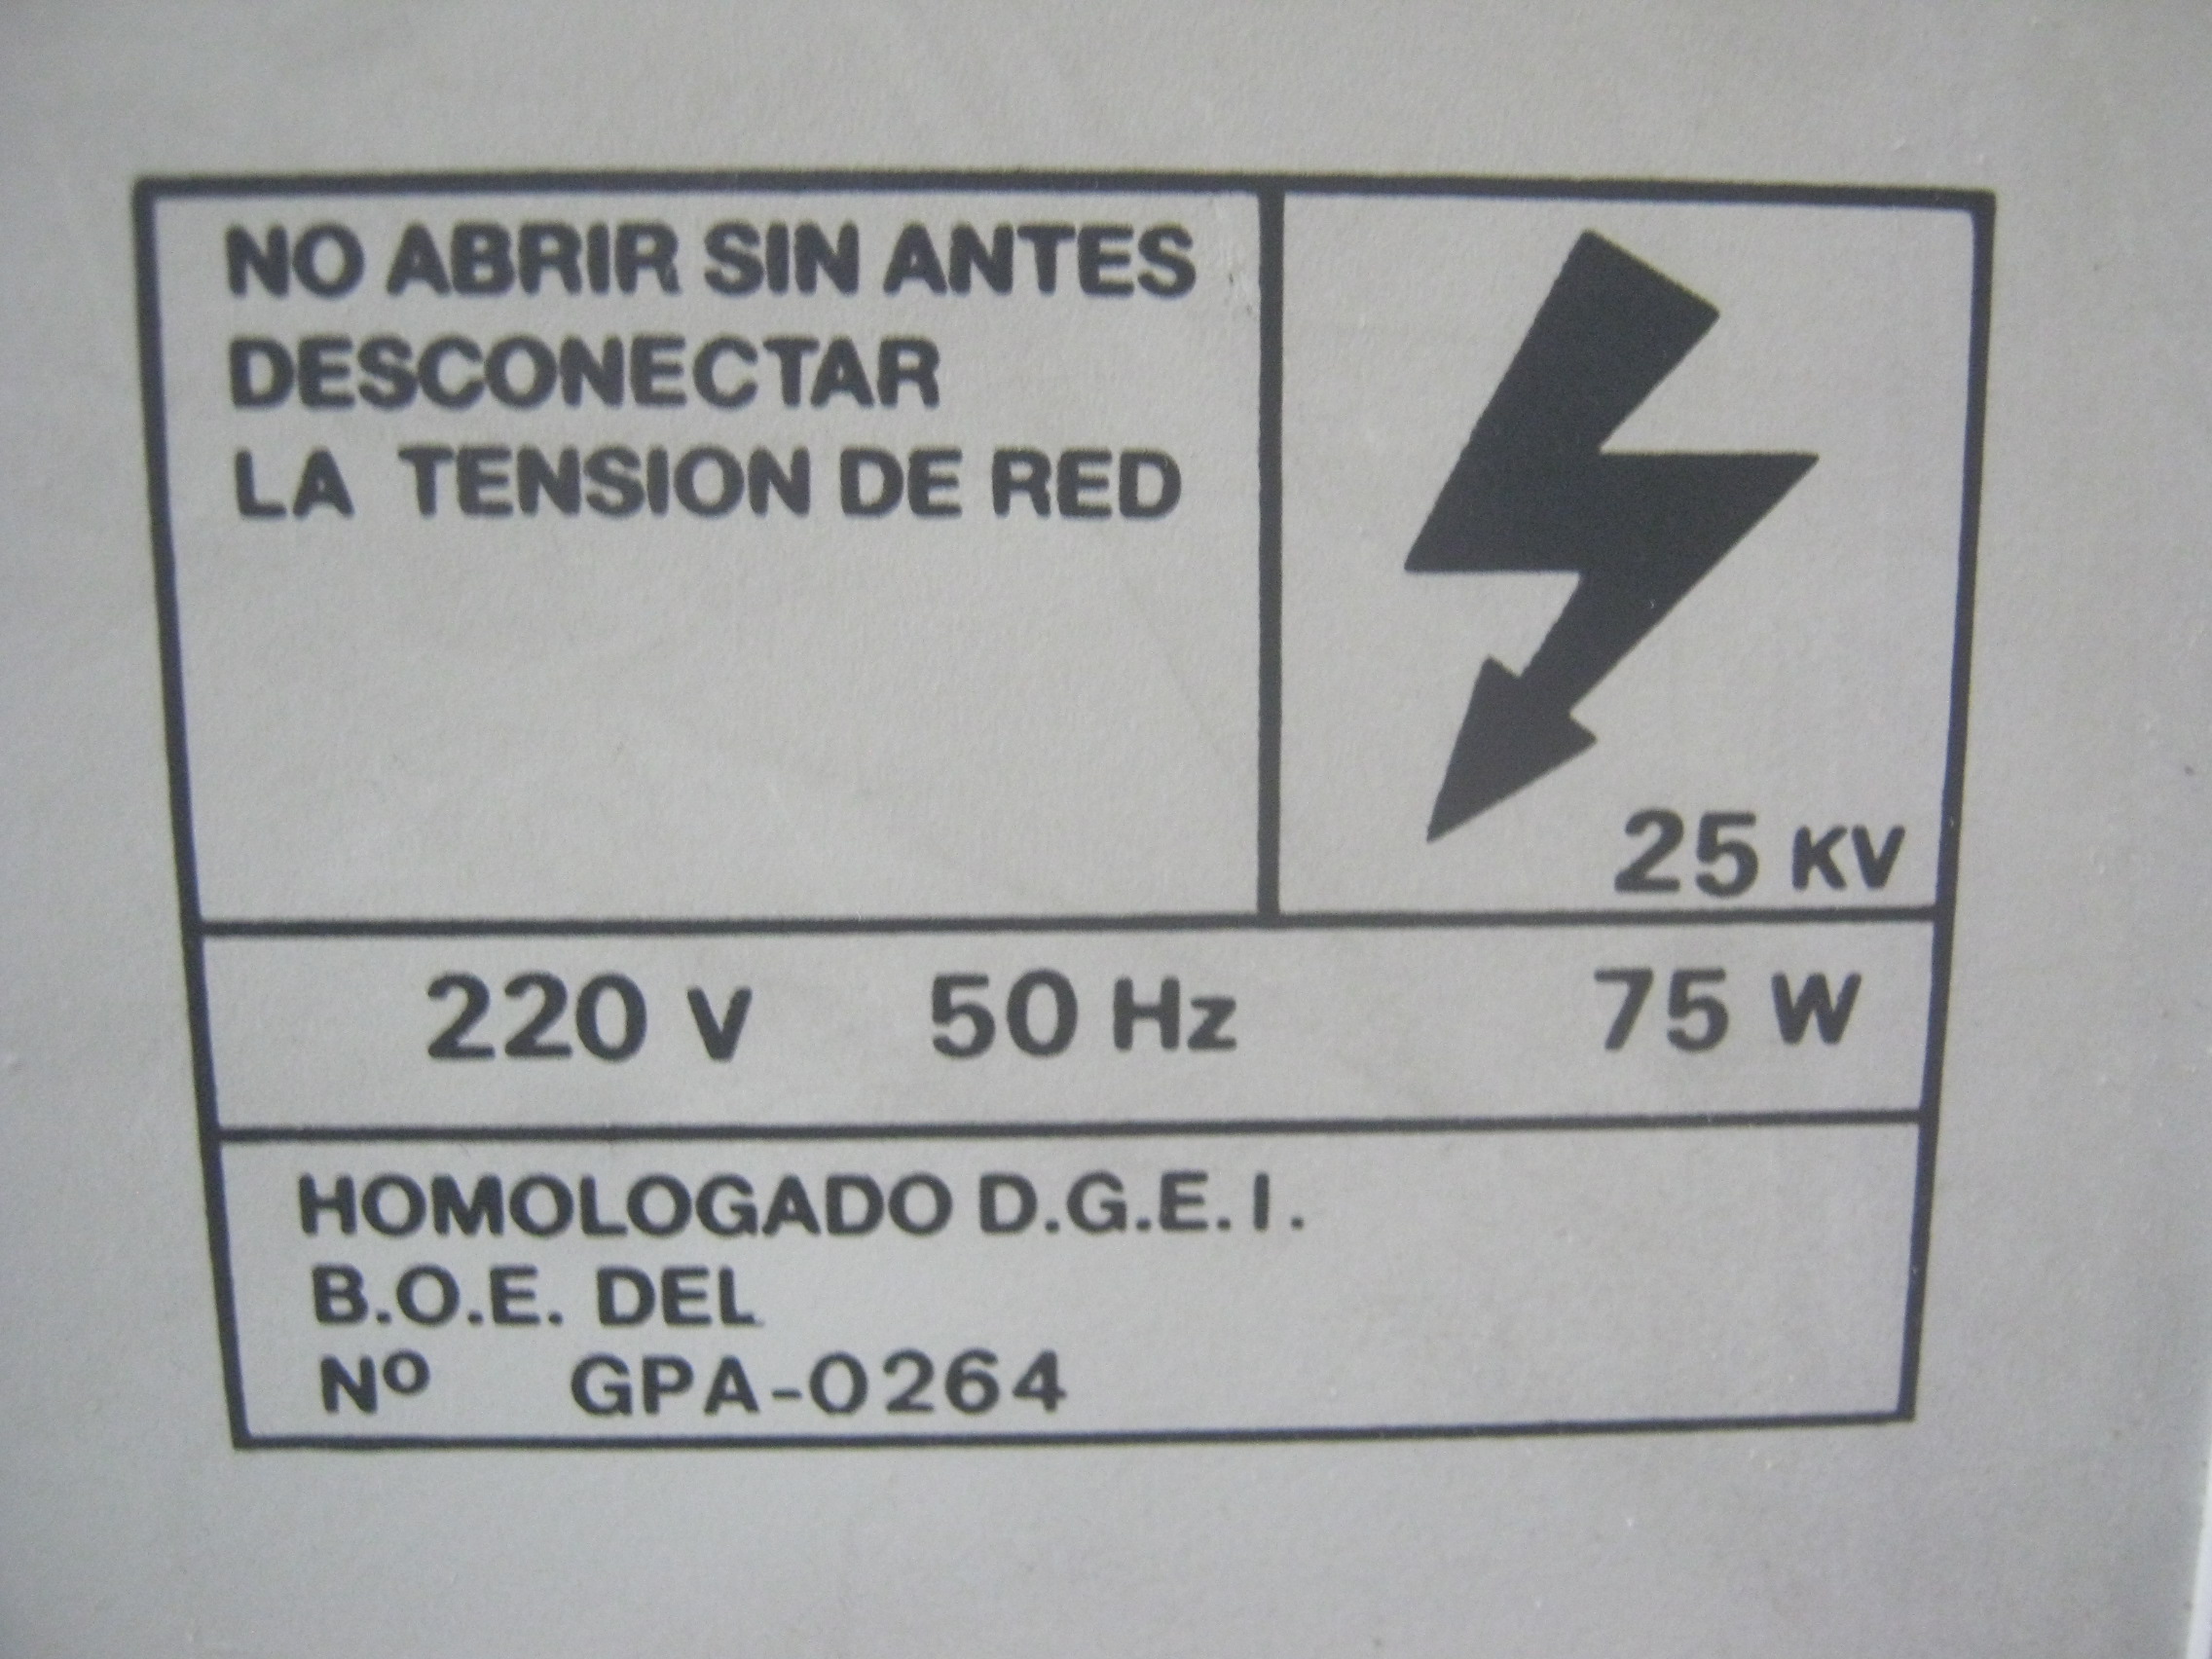 NO ABRIR SIN ANTES
DESCONECTAR
LA TENSION DE RED
25 KV
220 V 50 Hz 75 W
HOMOLOGADO D.G.E.I.
B.O.E. DEL
Nº GPA-0264